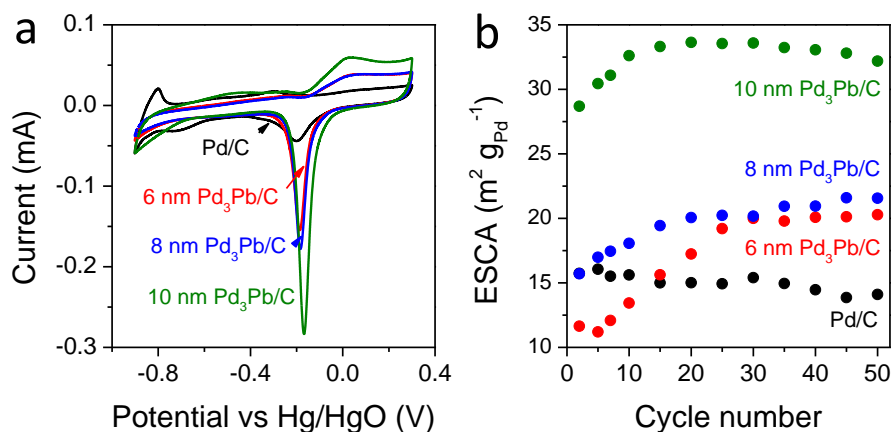 a
0.1
0.0
-0.1
-0.2
-0.3
Current (mA)
Pd/C
6 nm Pd₃Pb/C
8 nm Pd₃Pb/C
10 nm Pd₃Pb/C
-0.8
-0.4
0.0
0.4
Potential vs Hg/HgO (V)
b
35
30
25
20
15
10
ESCA (m² g_Pd⁻¹)
10 nm Pd₃Pb/C
8 nm Pd₃Pb/C
6 nm Pd₃Pb/C
Pd/C
0
10
20
30
40
50
Cycle number